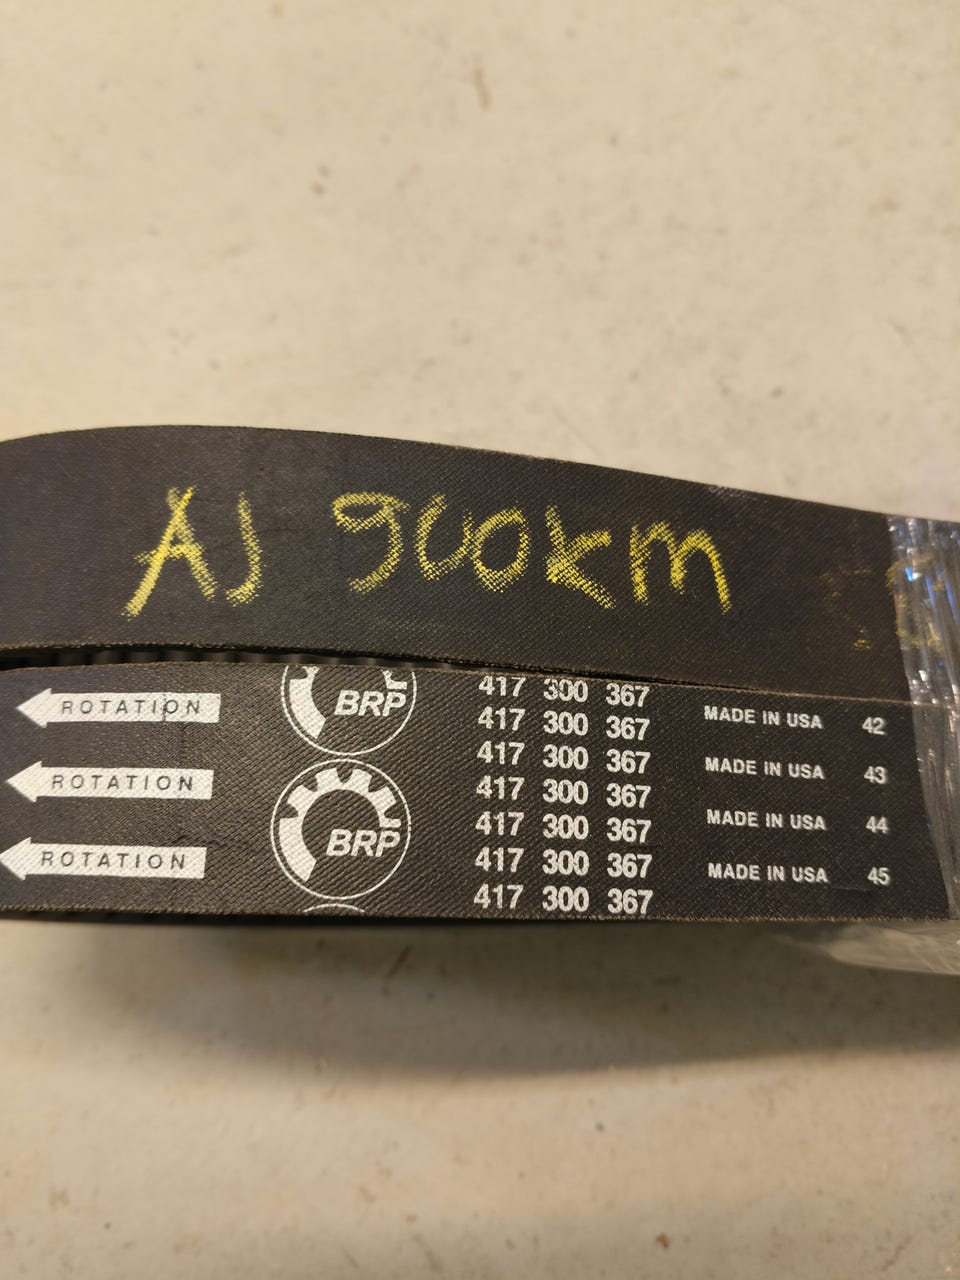 AJ 900km
ROTATION
BRP
417 300 367
417 300 367
MADE IN USA 42
ROTATION
417 300 367
MADE IN USA 43
417 300 367
BRP
417 300 367
MADE IN USA 44
ROTATION
417 300 367
MADE IN USA 45
417 300 367